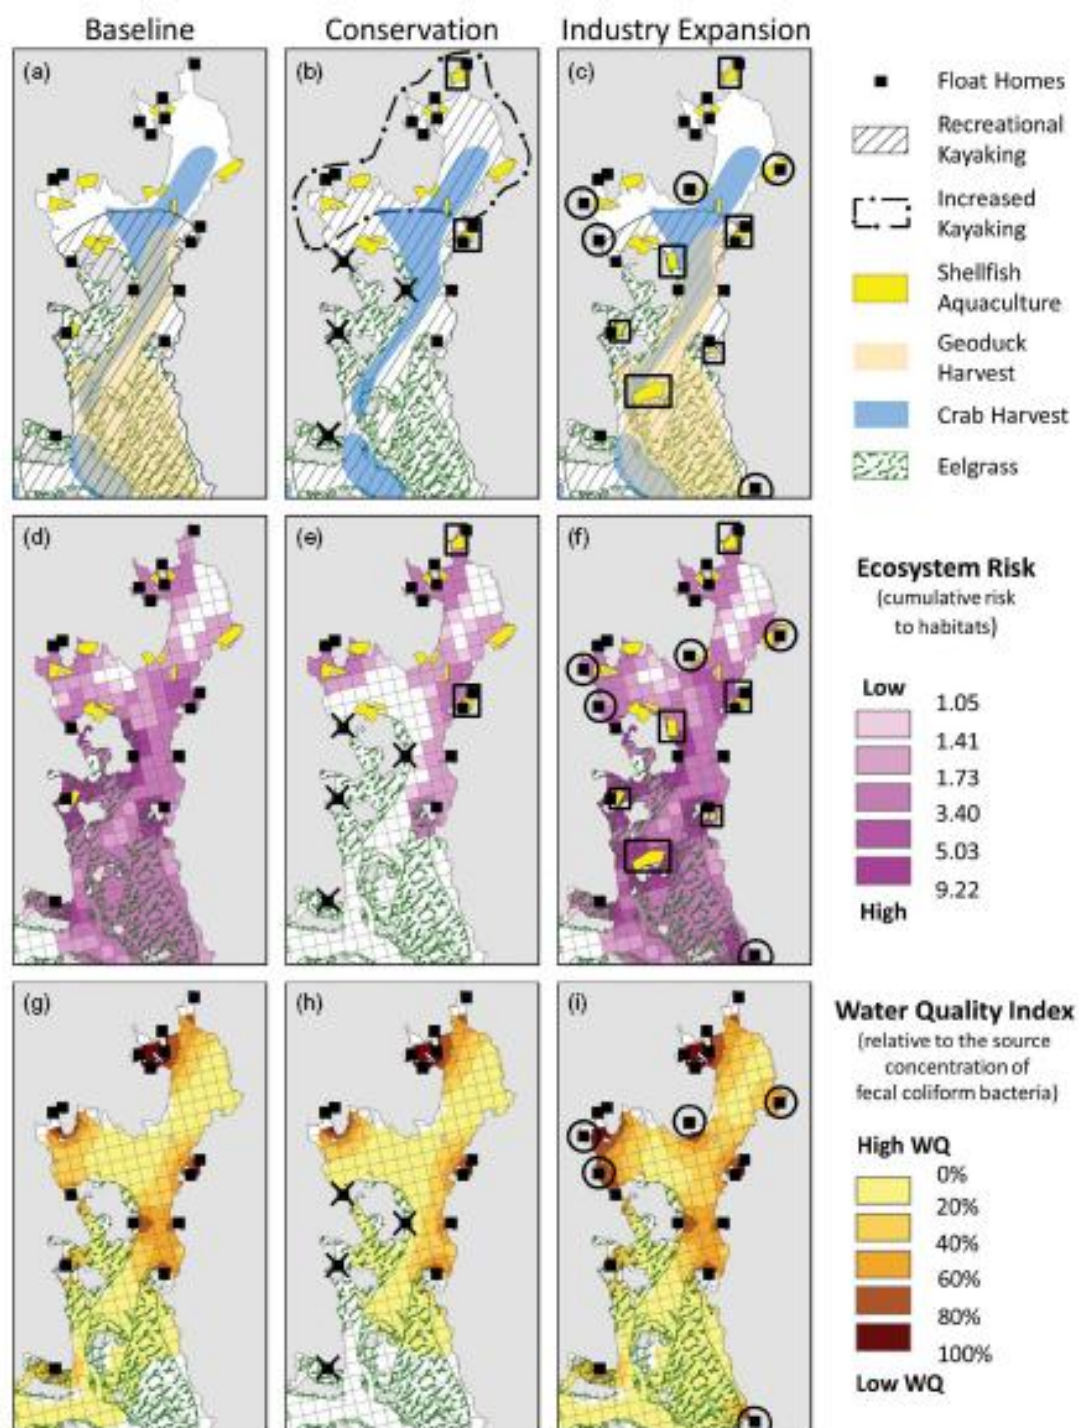 Baseline
Conservation
Industry Expansion
(a)
(b)
(c)
Float Homes
Recreational
Kayaking
Increased
Kayaking
Shellfish
Aquaculture
Geoduck
Harvest
Crab Harvest
Eelgrass
(d)
(e)
(f)
Ecosystem Risk
(cumulative risk
to habitats)
Low
1.05
1.41
1.73
3.40
5.03
9.22
High
(g)
(h)
(i)
Water Quality Index
(relative to the source
concentration of
fecal coliform bacteria)
High WQ
0%
20%
40%
60%
80%
100%
Low WQ